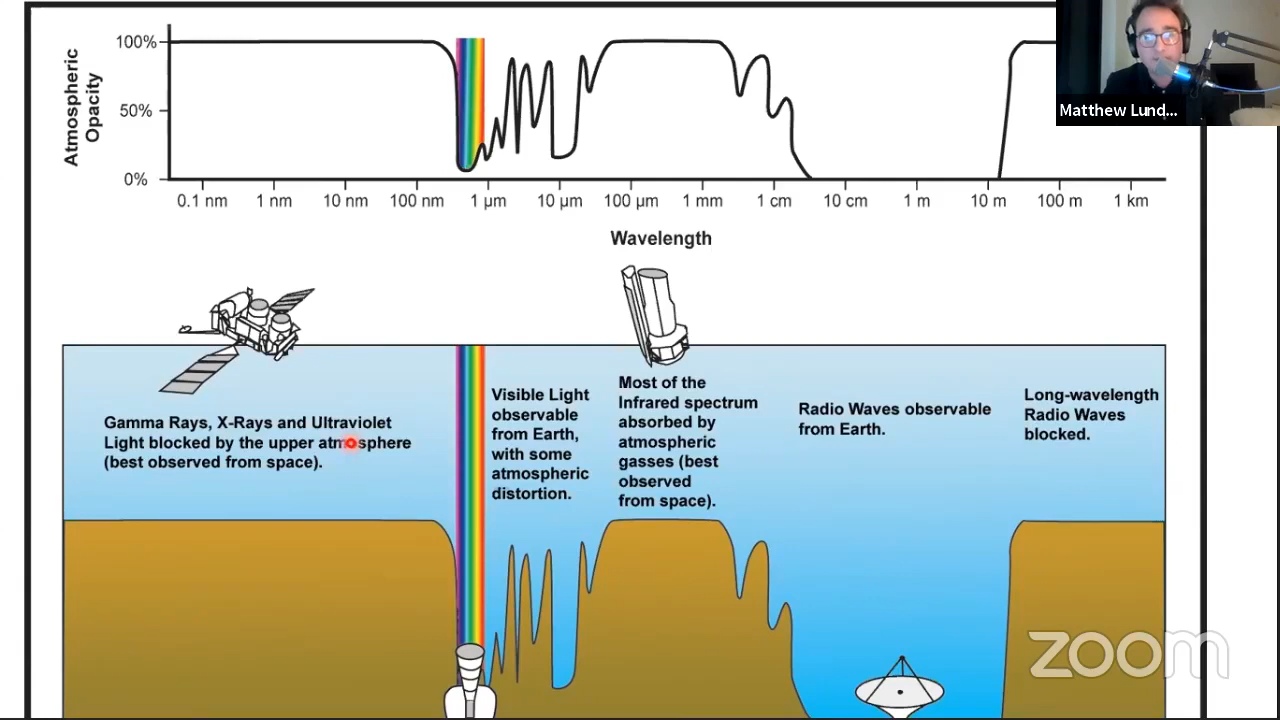 Atmospheric
Opacity
100%
50%
0%
0.1 nm
1 nm
10 nm
100 nm
1 µm
10 µm
100 µm
1 mm
1 cm
10 cm
1 m
10 m
100 m
1 km
Wavelength
Matthew Lund...
Gamma Rays, X-Rays and Ultraviolet
Light blocked by the upper atmosphere
(best observed from space).
Visible Light
observable
from Earth,
with some
atmospheric
distortion.
Most of the
Infrared spectrum
absorbed by
atmospheric
gasses (best
observed
from space).
Radio Waves observable
from Earth.
Long-wavelength
Radio Waves
blocked.
zoom